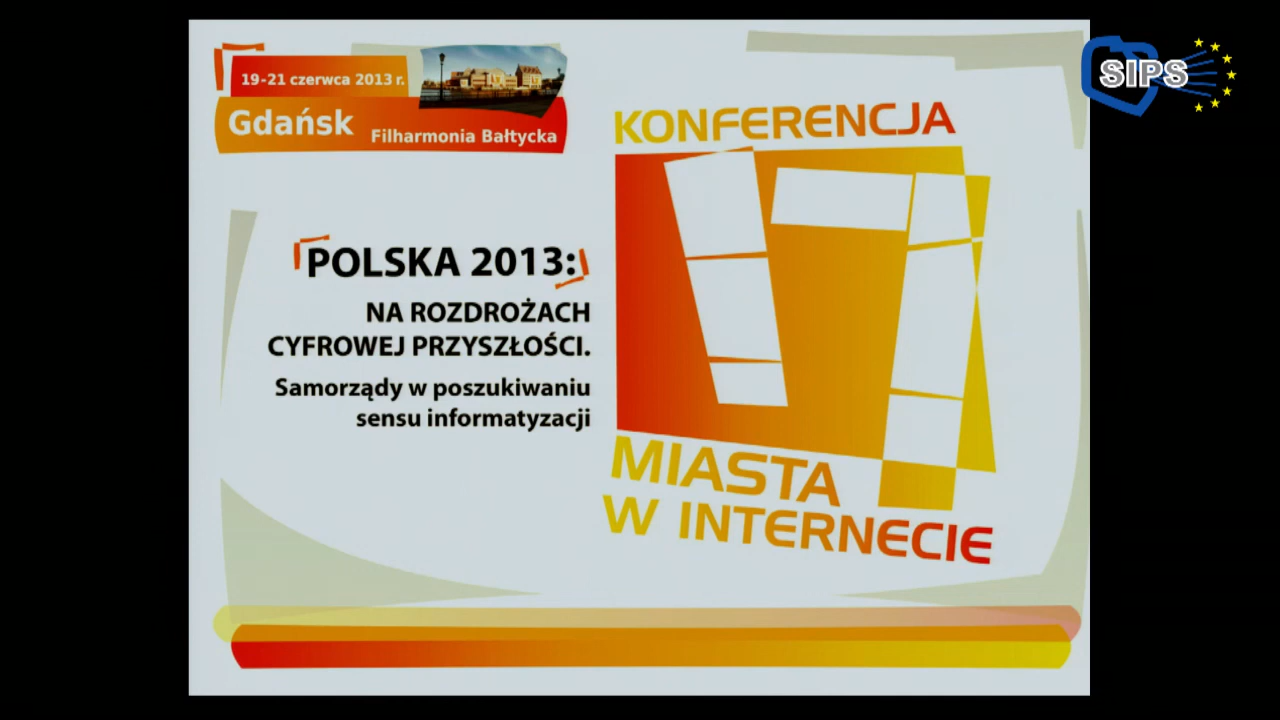 19-21 czerwca 2013 r.
Gdańsk
Filharmonia Bałtycka
KONFERENCJA
17
MIASTA
W INTERNECIE
POLSKA 2013:
NA ROZDROŻACH
CYFROWEJ PRZYSZŁOŚCI.
Samorządy w poszukiwaniu
sensu informatyzacji
SIPS